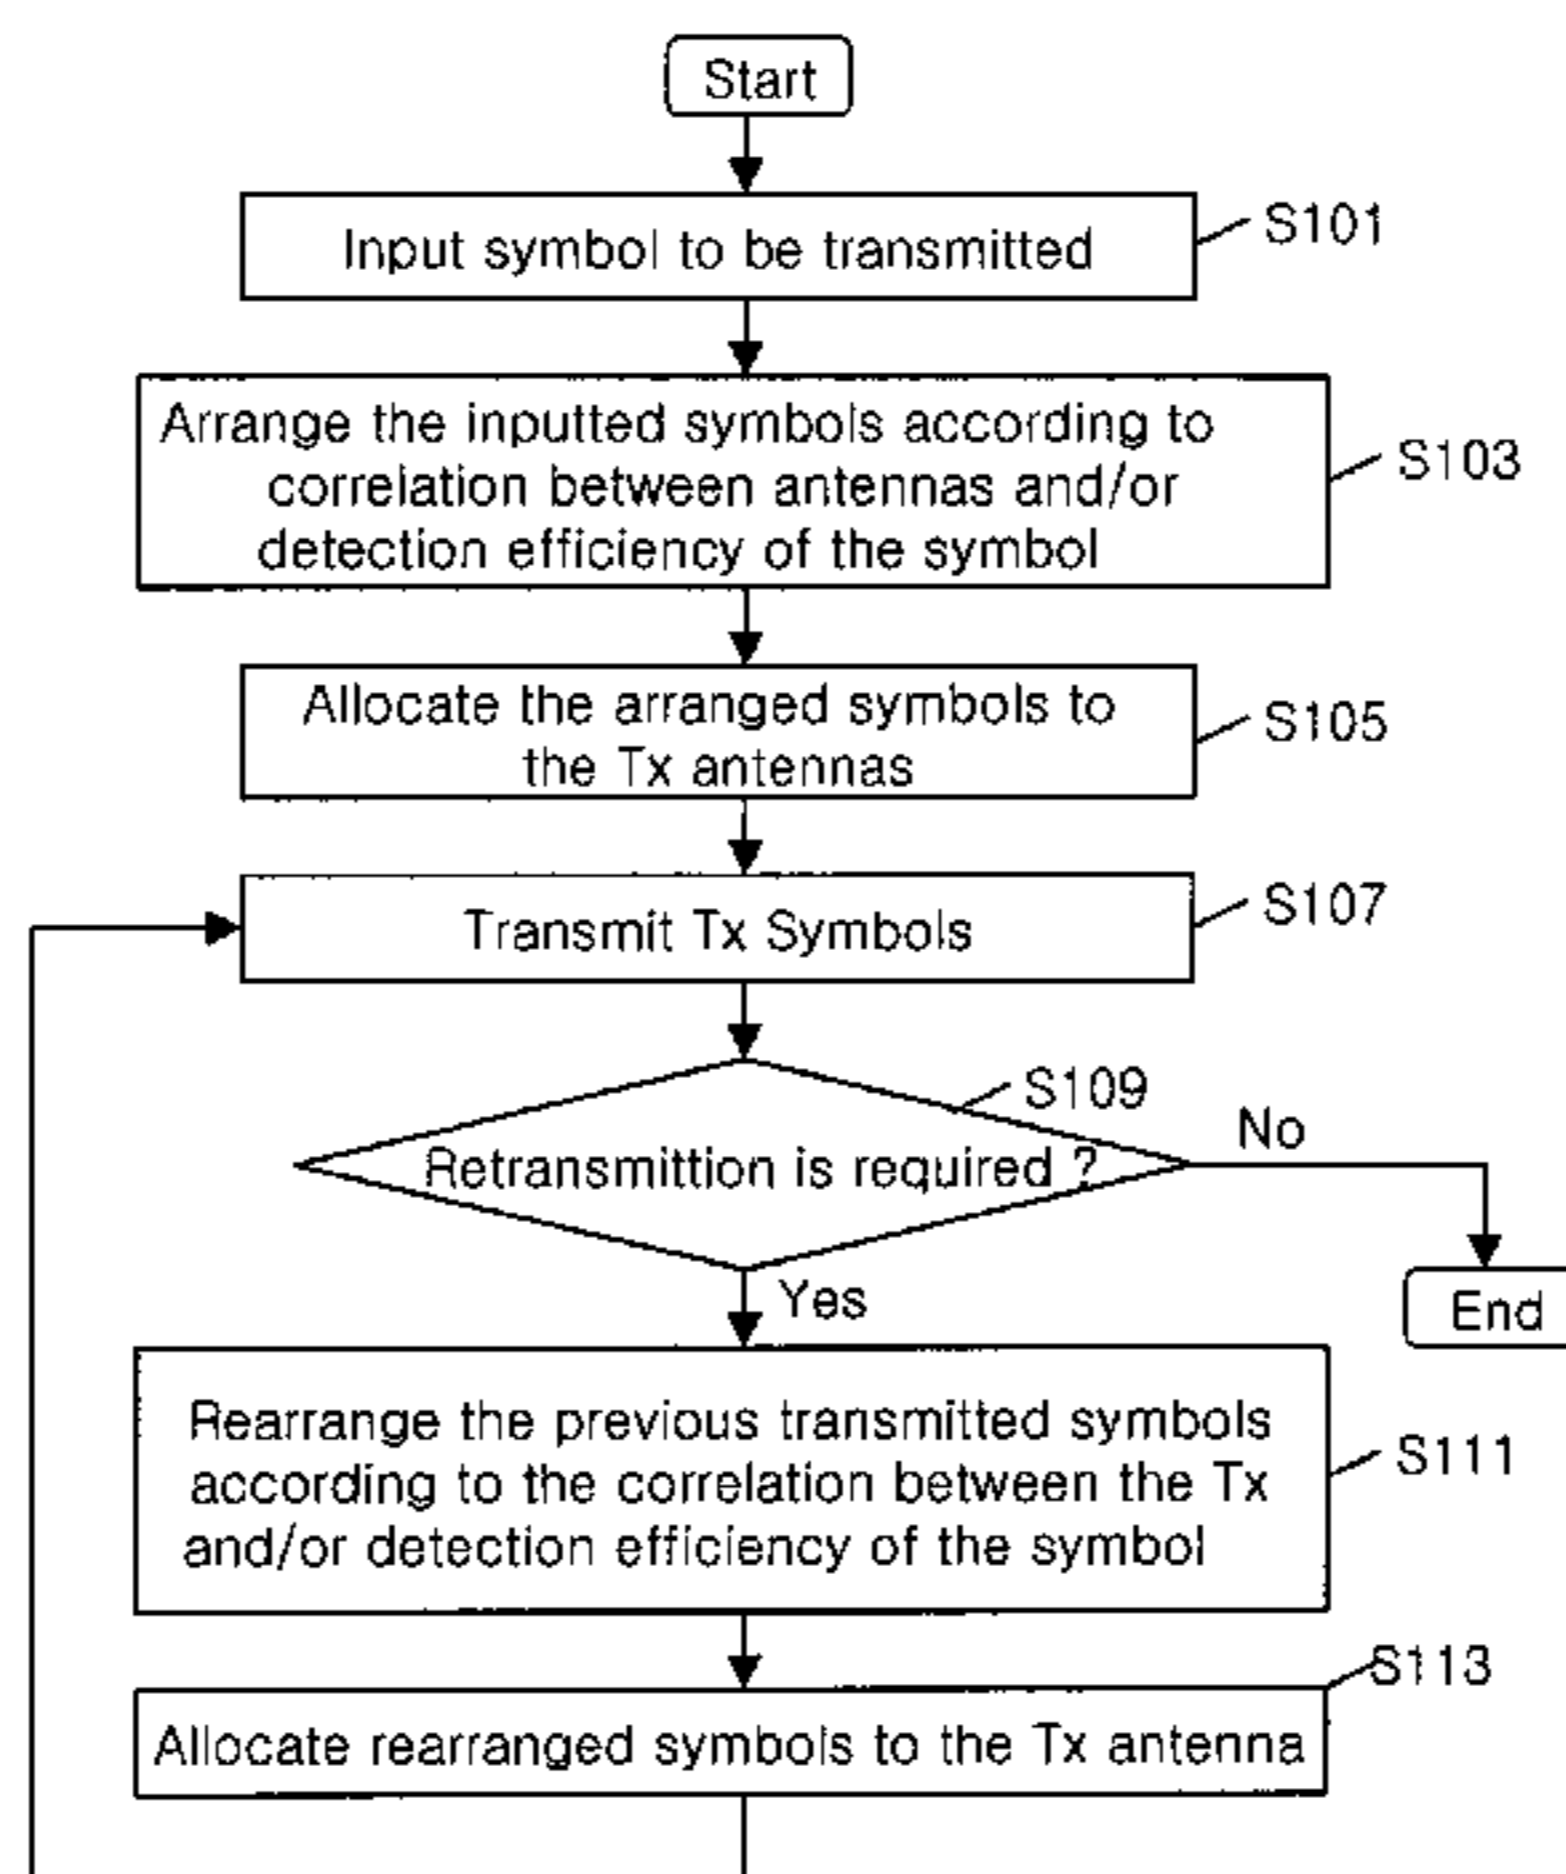 Start
Input symbol to be transmitted
S101
Arrange the inputted symbols according to
correlation between antennas and/or
detection efficiency of the symbol
S103
Allocate the arranged symbols to
the Tx antennas
S105
Transmit Tx Symbols
S107
S109
Retransmittion is required ?
No
Yes
End
Rearrange the previous transmitted symbols
according to the correlation between the Tx
and/or detection efficiency of the symbol
S111
S113
Allocate rearranged symbols to the Tx antenna